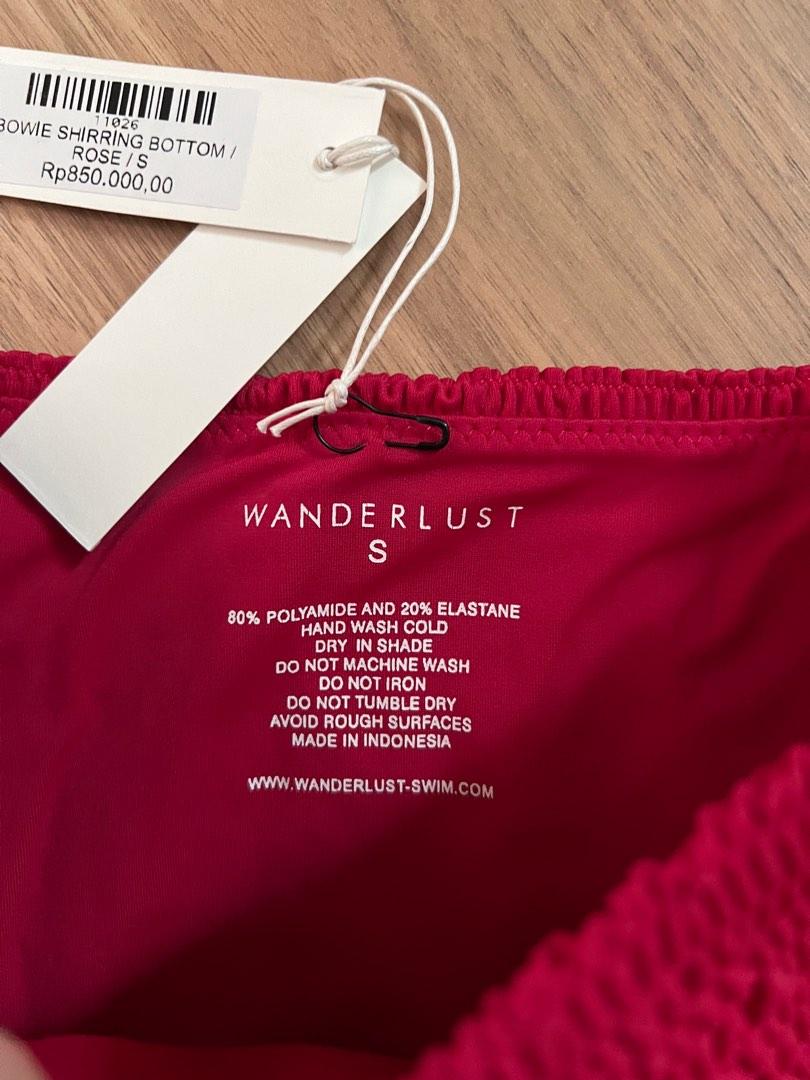 11026
BOWIE SHIRRING BOTTOM /
ROSE / S
Rp850.000,00
WANDERLUST
S
80% POLYAMIDE AND 20% ELASTANE
HAND WASH COLD
DRY IN SHADE
DO NOT MACHINE WASH
DO NOT IRON
DO NOT TUMBLE DRY
AVOID ROUGH SURFACES
MADE IN INDONESIA
WWW.WANDERLUST-SWIM.COM